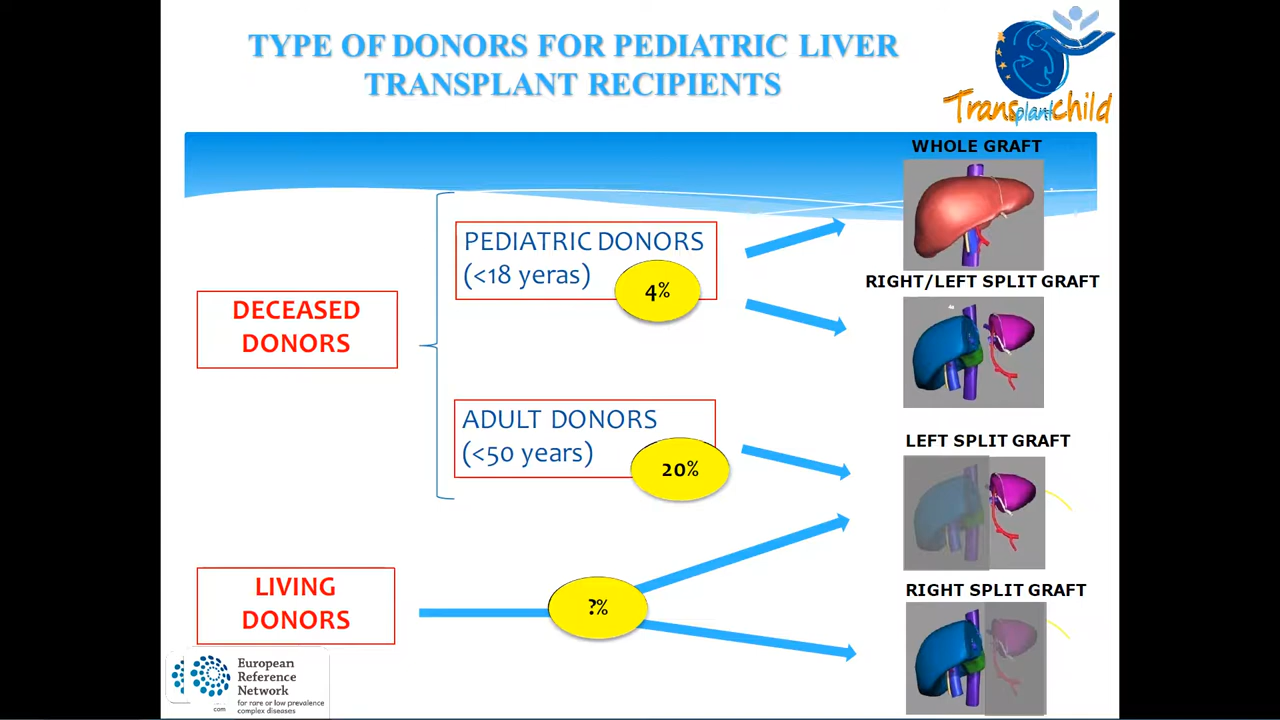 TYPE OF DONORS FOR PEDIATRIC LIVER
TRANSPLANT RECIPIENTS
Transplantchild
WHOLE GRAFT
PEDIATRIC DONORS
(<18 yeras)
4%
RIGHT/LEFT SPLIT GRAFT
DECEASED
DONORS
ADULT DONORS
(<50 years)
20%
LEFT SPLIT GRAFT
LIVING
DONORS
?%
RIGHT SPLIT GRAFT
European
Reference
Network
for rare or low prevalence
complex diseases
com